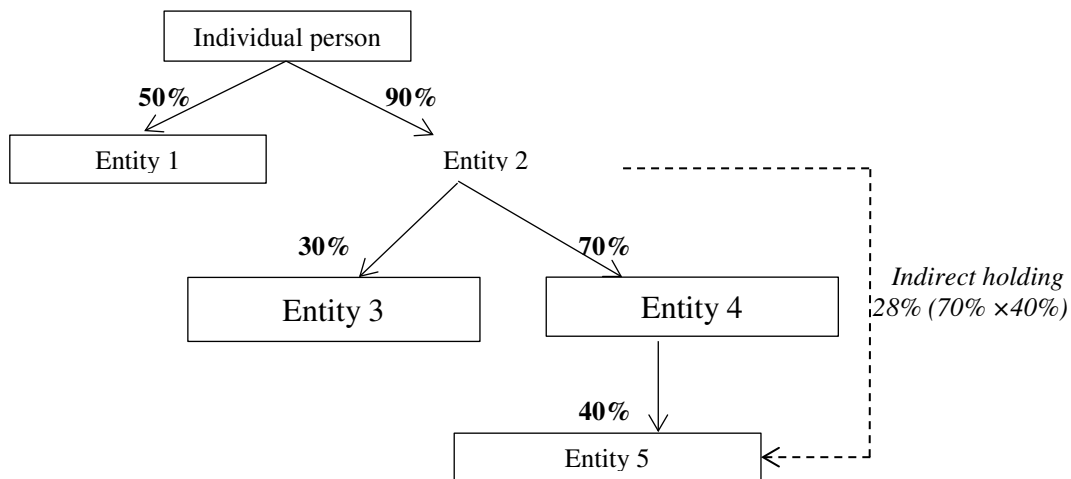 Individual person
50%
90%
Entity 1
Entity 2
30%
70%
Entity 3
Entity 4
Indirect holding
28% (70% ×40%)
40%
Entity 5